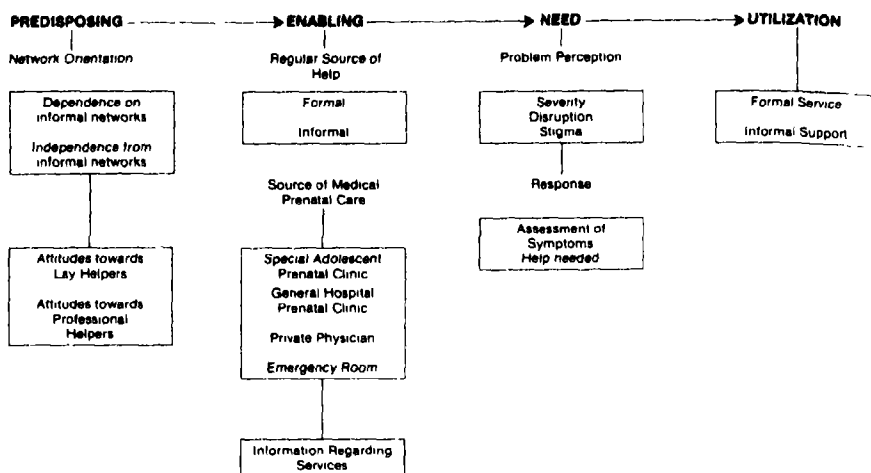 PREDISPOSING ENABLING NEED UTILIZATION
Network Orientation
Dependence on
informal networks
Independence from
informal networks
Attitudes towards
Lay Helpers
Attitudes towards
Professional
Helpers
Regular Source of
Help
Formal
Informal
Source of Medical
Prenatal Care
Special Adolescent
Prenatal Clinic
General Hospital
Prenatal Clinic
Private Physician
Emergency Room
Information Regarding
Services
Problem Perception
Severity
Disruption
Stigma
Response
Assessment of
Symptoms
Help needed
Formal Service
Informal Support